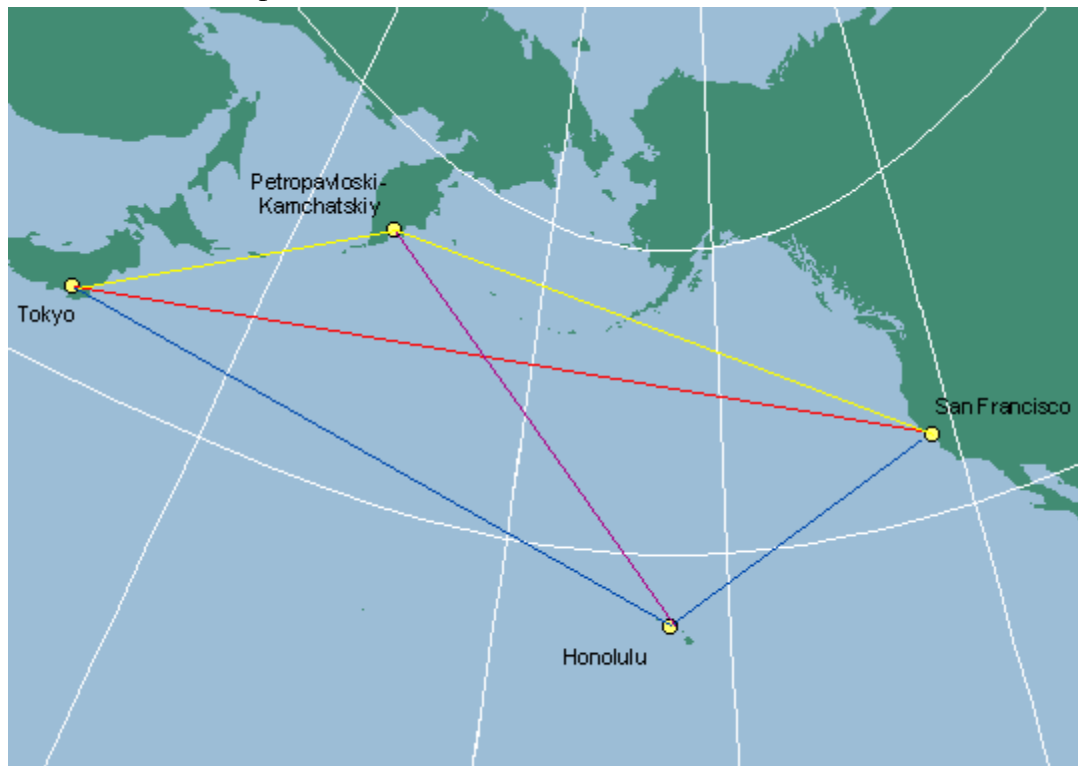 Petropavloski-
Kamchatskiy
Tokyo
San Francisco
Honolulu